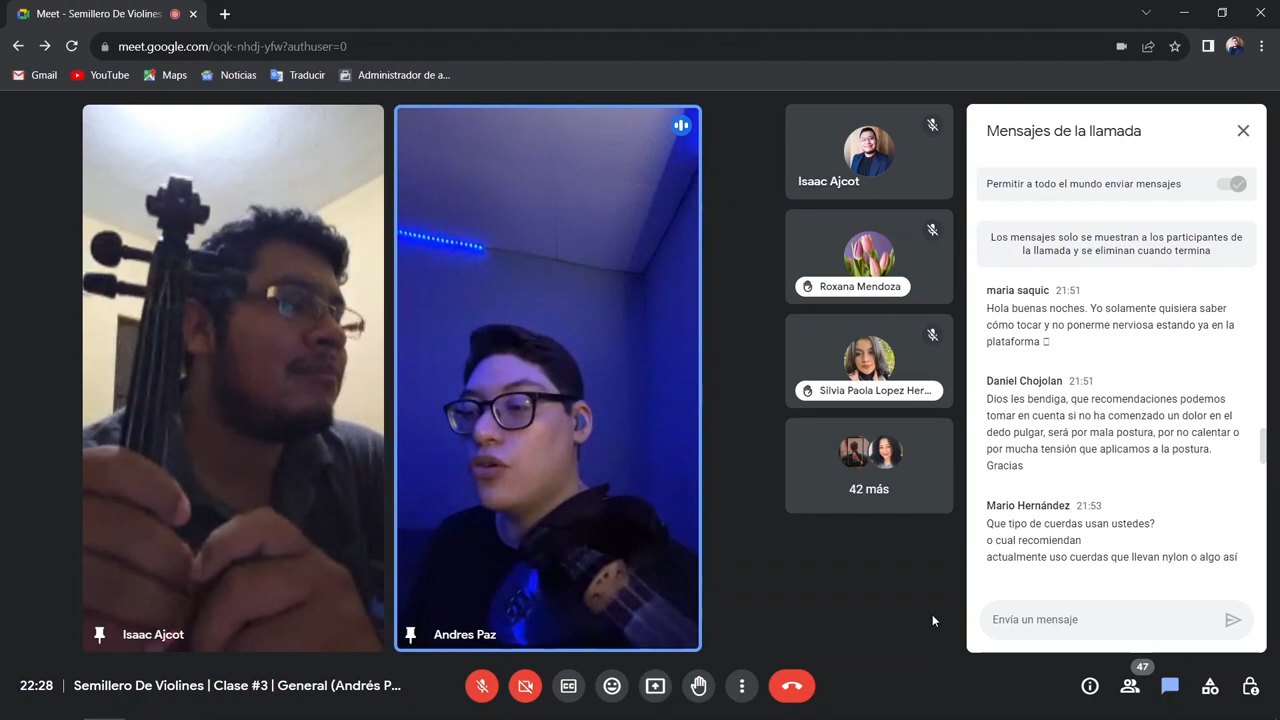 Meet - Semillero De Violines
meet.google.com/oqk-nhdj-yfw?authuser=0
Gmail
YouTube
Maps
Noticias
Traducir
Administrador de a...
Isaac Ajcot
Andres Paz
Isaac Ajcot
Roxana Mendoza
Silvia Paola Lopez Her...
42 más
Mensajes de la llamada
Permitir a todo el mundo enviar mensajes
Los mensajes solo se muestran a los participantes de
la llamada y se eliminan cuando termina
maria saquic 21:51
Hola buenas noches. Yo solamente quisiera saber
cómo tocar y no ponerme nerviosa estando ya en la
plataforma
Daniel Chojolan 21:51
Dios les bendiga, que recomendaciones podemos
tomar en cuenta si no ha comenzado un dolor en el
dedo pulgar, será por mala postura, por no calentar o
por mucha tensión que aplicamos a la postura.
Gracias
Mario Hernández 21:53
Que tipo de cuerdas usan ustedes?
o cual recomiendan
actualmente uso cuerdas que llevan nylon o algo así
Envía un mensaje
22:28 | Semillero De Violines | Clase #3 | General (Andrés P...
47